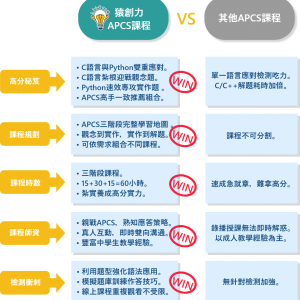 猿創力
APCS課程
VS
其他APCS課程
高分秘笈
• C語言與Python雙重應對。
• C語言紮根迎戰觀念題。
• Python速效專攻實作題。
• APCS高手一致推薦組合。
WIN
單一語言應對檢測吃力。
C/C++解題耗時加倍。
課程規劃
• APCS三階段完整學習地圖。
• 觀念到實作，實作到解題。
• 可依需求組合不同課程。
WIN
課程不可分割。
課程時數
• 三階段課程。
• 15+30+15=60小時。
• 紮實養成高分實力。
WIN
速成急就章，難拿高分。
課程師資
• 親戰APCS、熟知應答策略。
• 真人互動，即時雙向溝通。
• 豐富中學生教學經驗。
WIN
錄播授課無法即時解惑。
以成人教學經驗為主。
檢測衝刺
• 利用題型強化語法應用。
• 模擬題庫訓練作答技巧。
• 線上課程重複觀看不受限。
WIN
無針對檢測加強。